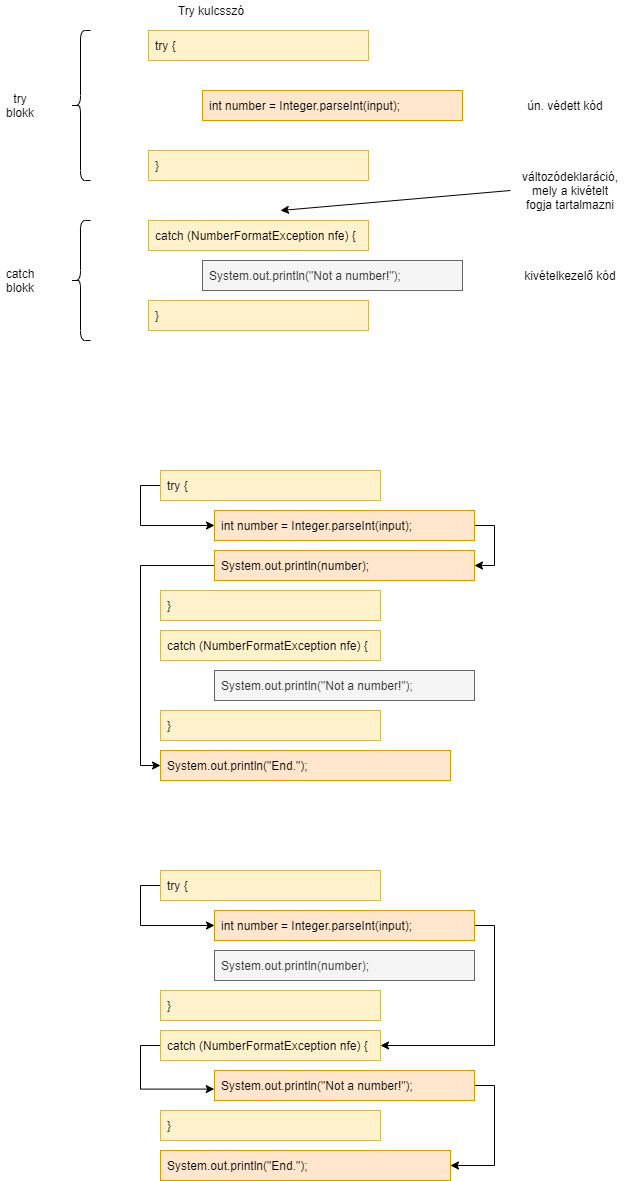 Try kulcsszó
try {
try
blokk
int number = Integer.parseInt(input);
ún. védett kód
}
változódeklaráció,
mely a kivételt
fogja tartalmazni
catch (NumberFormatException nfe) {
catch
blokk
System.out.println("Not a number!");
kivételkezelő kód
}
try {
int number = Integer.parseInt(input);
System.out.println(number);
}
catch (NumberFormatException nfe) {
System.out.println("Not a number!");
}
System.out.println("End.");
try {
int number = Integer.parseInt(input);
System.out.println(number);
}
catch (NumberFormatException nfe) {
System.out.println("Not a number!");
}
System.out.println("End.");